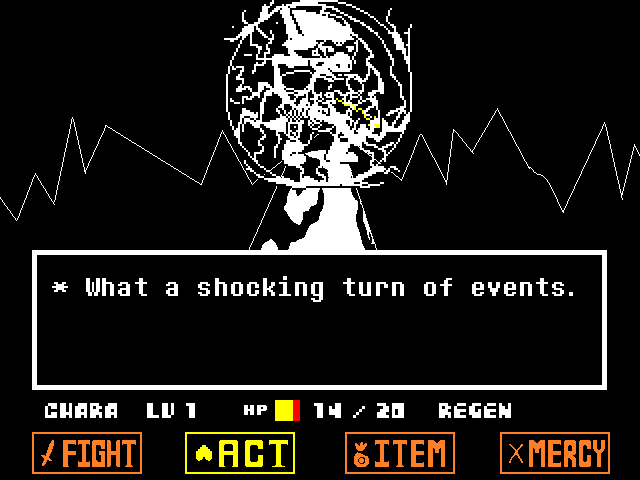 * What a shocking turn of events.
CHARA LV 1 HP 14 / 20 REGEN
FIGHT ACT ITEM MERCY